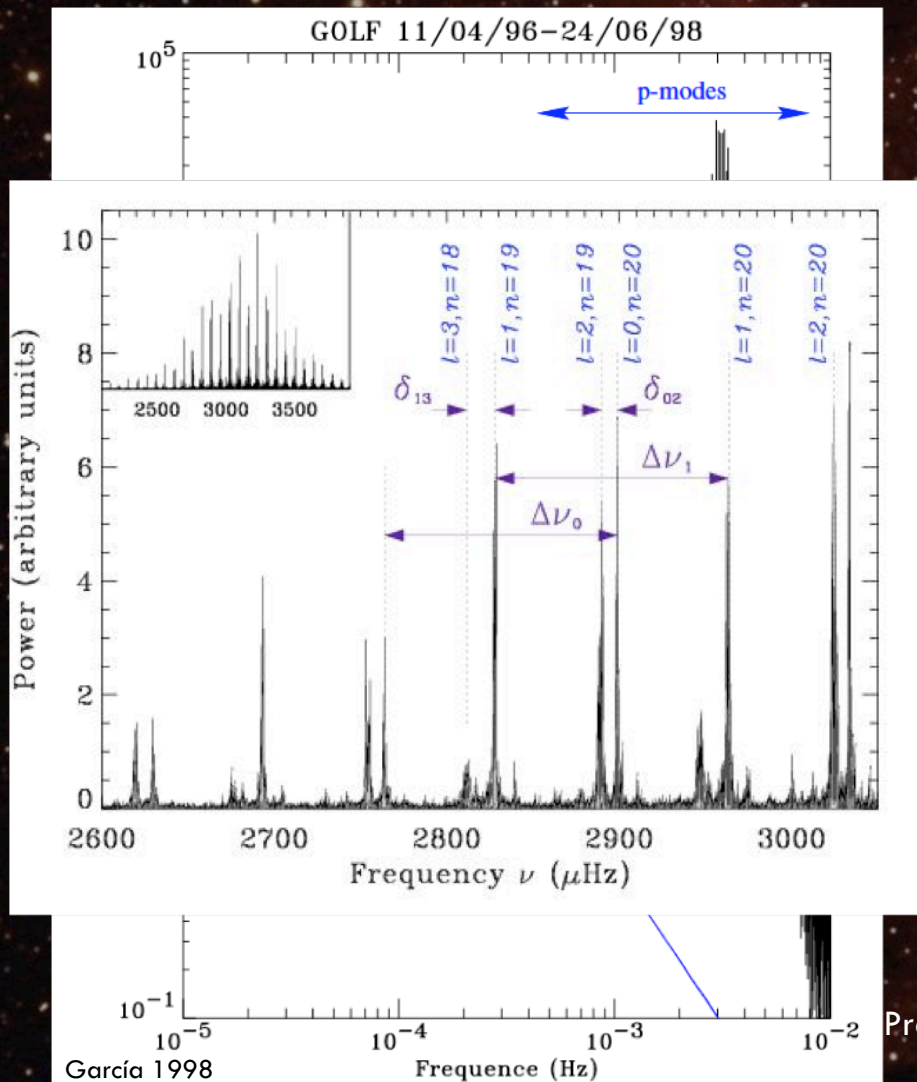 GOLF 11/04/96-24/06/98
10^5
p-modes
10
8
6
4
2
0
Power (arbitrary units)
2500 3000 3500
l=3,n=18
l=1,n=19
l=2,n=19
l=0,n=20
l=1,n=20
l=2,n=20
δ13
δ02
Δν1
Δν0
2600 2700 2800 2900 3000
Frequency ν (μHz)
10^-1
10^-5 10^-4 10^-3 10^-2
García 1998
Frequence (Hz)